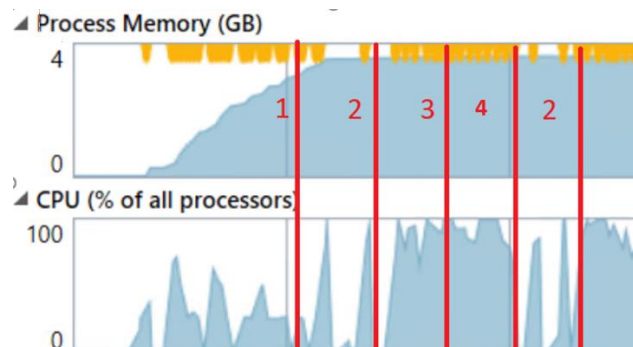 Process Memory (GB)
4
1 2 3 4 2
0
CPU (% of all processors)
100
0